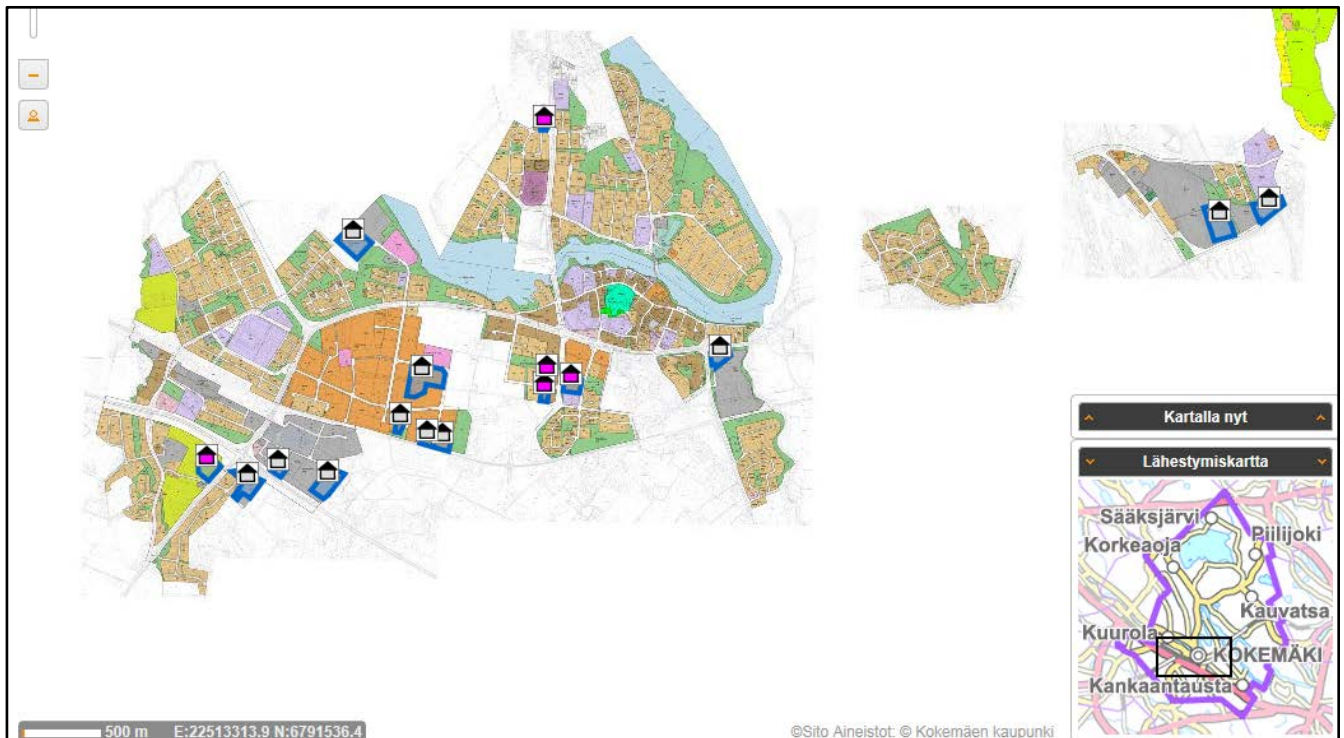 Kartalla nyt
Lähestymiskartta
Sääksjärvi
Piilijoki
Korkeaoja
Kauvatsa
Kuurola
KOKEMÄKI
Kankaantausta
500 m E:22513313.9 N:6791536.4
©Sito Aineistot: © Kokemäen kaupunki